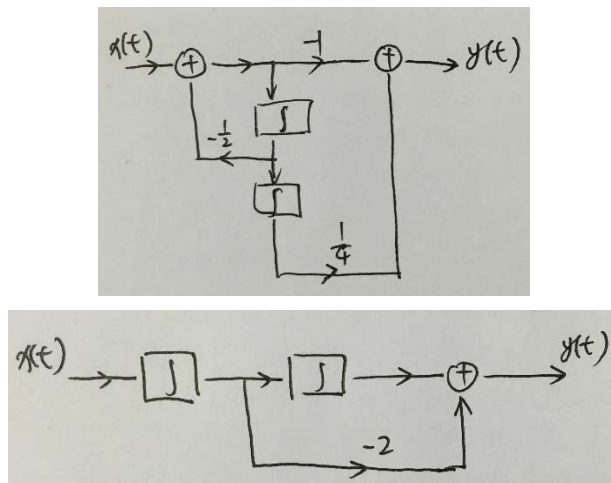 x(t) + -1 + y(t)
∫
-1/2
∫
1/4
x(t) ∫ ∫ + y(t)
-2